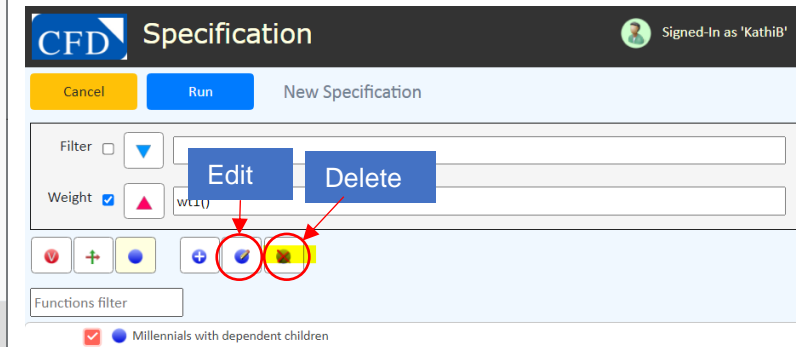 CFD Specification Signed-In as 'KathiB'
Cancel Run New Specification
Filter
Edit Delete
Weight wt1()
V
Functions filter
Millennials with dependent children